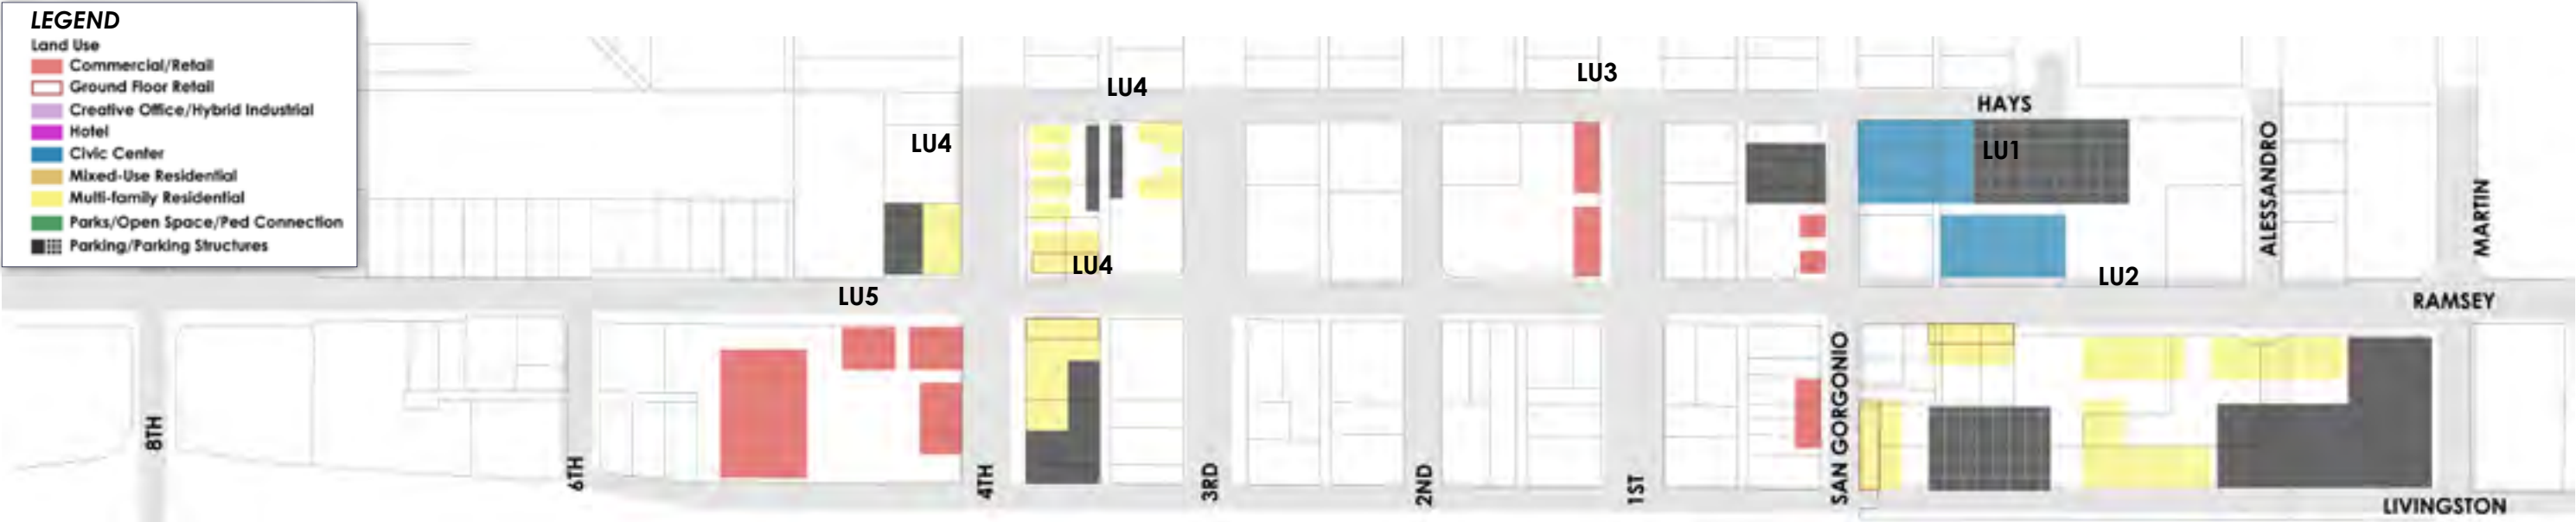 LEGEND
Land Use
Commercial/Retail
Ground Floor Retail
Creative Office/Hybrid Industrial
Hotel
Civic Center
Mixed-Use Residential
Multi-family Residential
Parks/Open Space/Ped Connection
Parking/Parking Structures
LU3
LU4
HAYS
LU4
LU1
ALESSANDRO
MARTIN
LU4
LU2
LU5
RAMSEY
8TH
6TH
4TH
3RD
2ND
1ST
SAN GORGONIO
LIVINGSTON